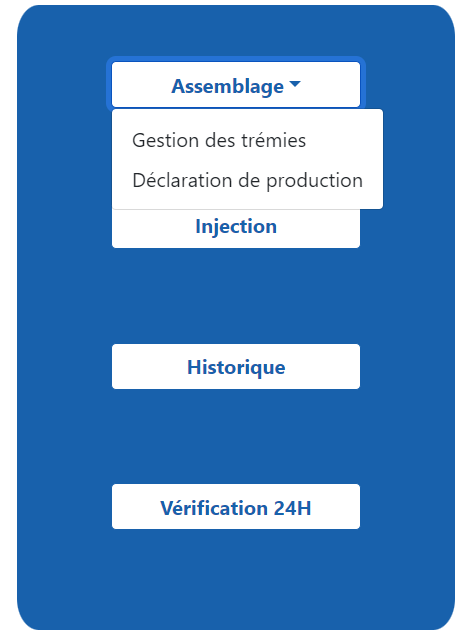 Assemblage
Gestion des trémies
Déclaration de production
Injection
Historique
Vérification 24H